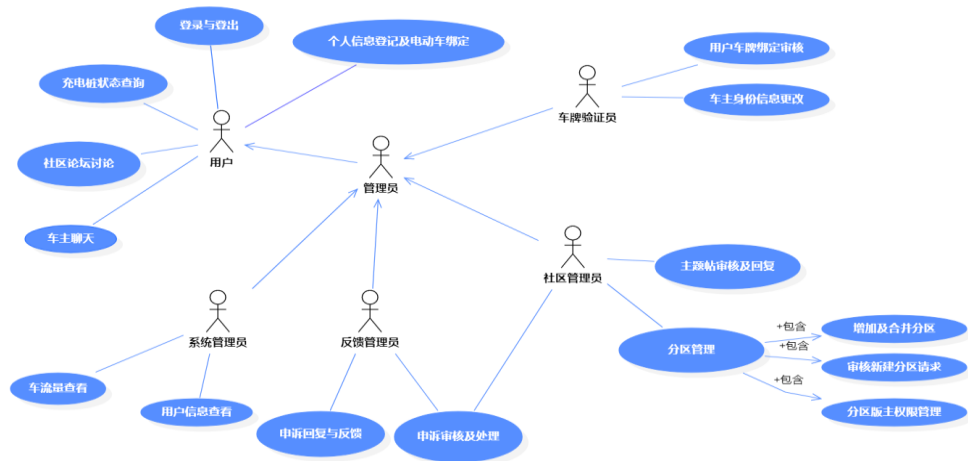 登录与登出
个人信息登记及电动车绑定
用户车牌绑定审核
充电桩状态查询
车主身份信息更改
车牌验证员
社区论坛讨论
用户
管理员
车主聊天
主题帖审核及回复
社区管理员
系统管理员
反馈管理员
分区管理
+包含
增加及合并分区
+包含
审核新建分区请求
+包含
分区版主权限管理
车流量查看
用户信息查看
申诉回复与反馈
申诉审核及处理